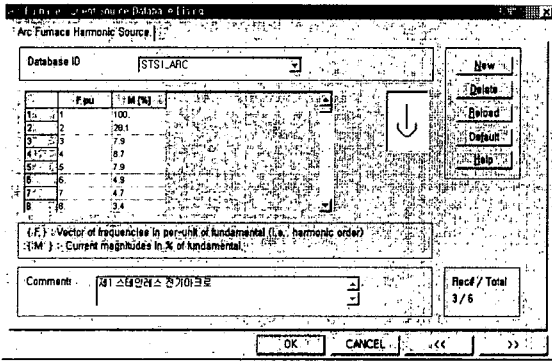 Arc Furnace Harmonic Source
Database ID
STS1_ARC
New
Delete
Reload
Default
Help
F.pu M [%]
1 1 100.
2 2 28.1
3 3 7.9
4 4 8.7
5 5 7.9
6 6. 4.9
7 7 4.7
8 8. 3.4
{F} : Vector of frequencies in per-unit of fundamental (i.e., harmonic order)
{M} : Current magnitudes in % of fundamental.
Comment:
제1 스테인레스 전기아크로
Rec# / Total
3 / 6
OK CANCEL << >>